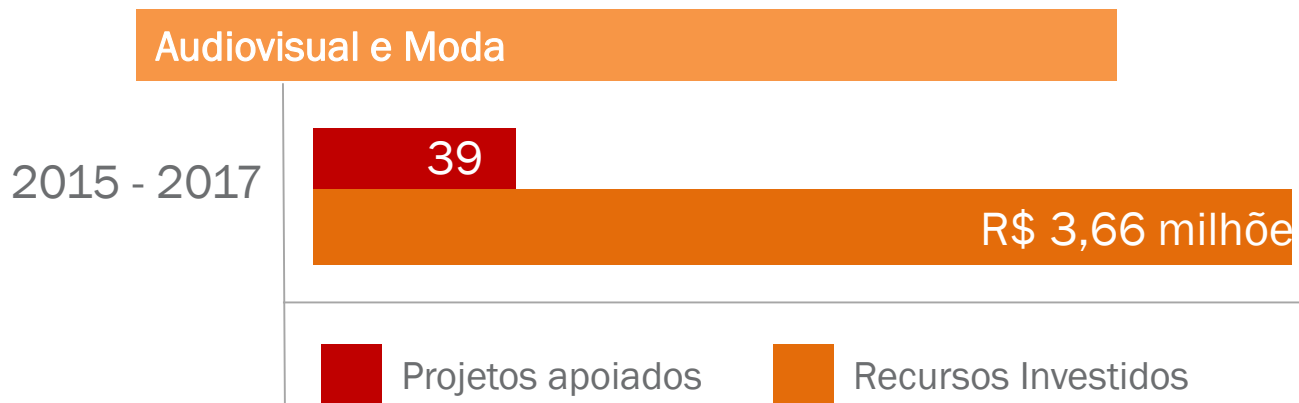 Audiovisual e Moda
39
2015 - 2017
R$ 3,66 milhõe
Projetos apoiados
Recursos Investidos